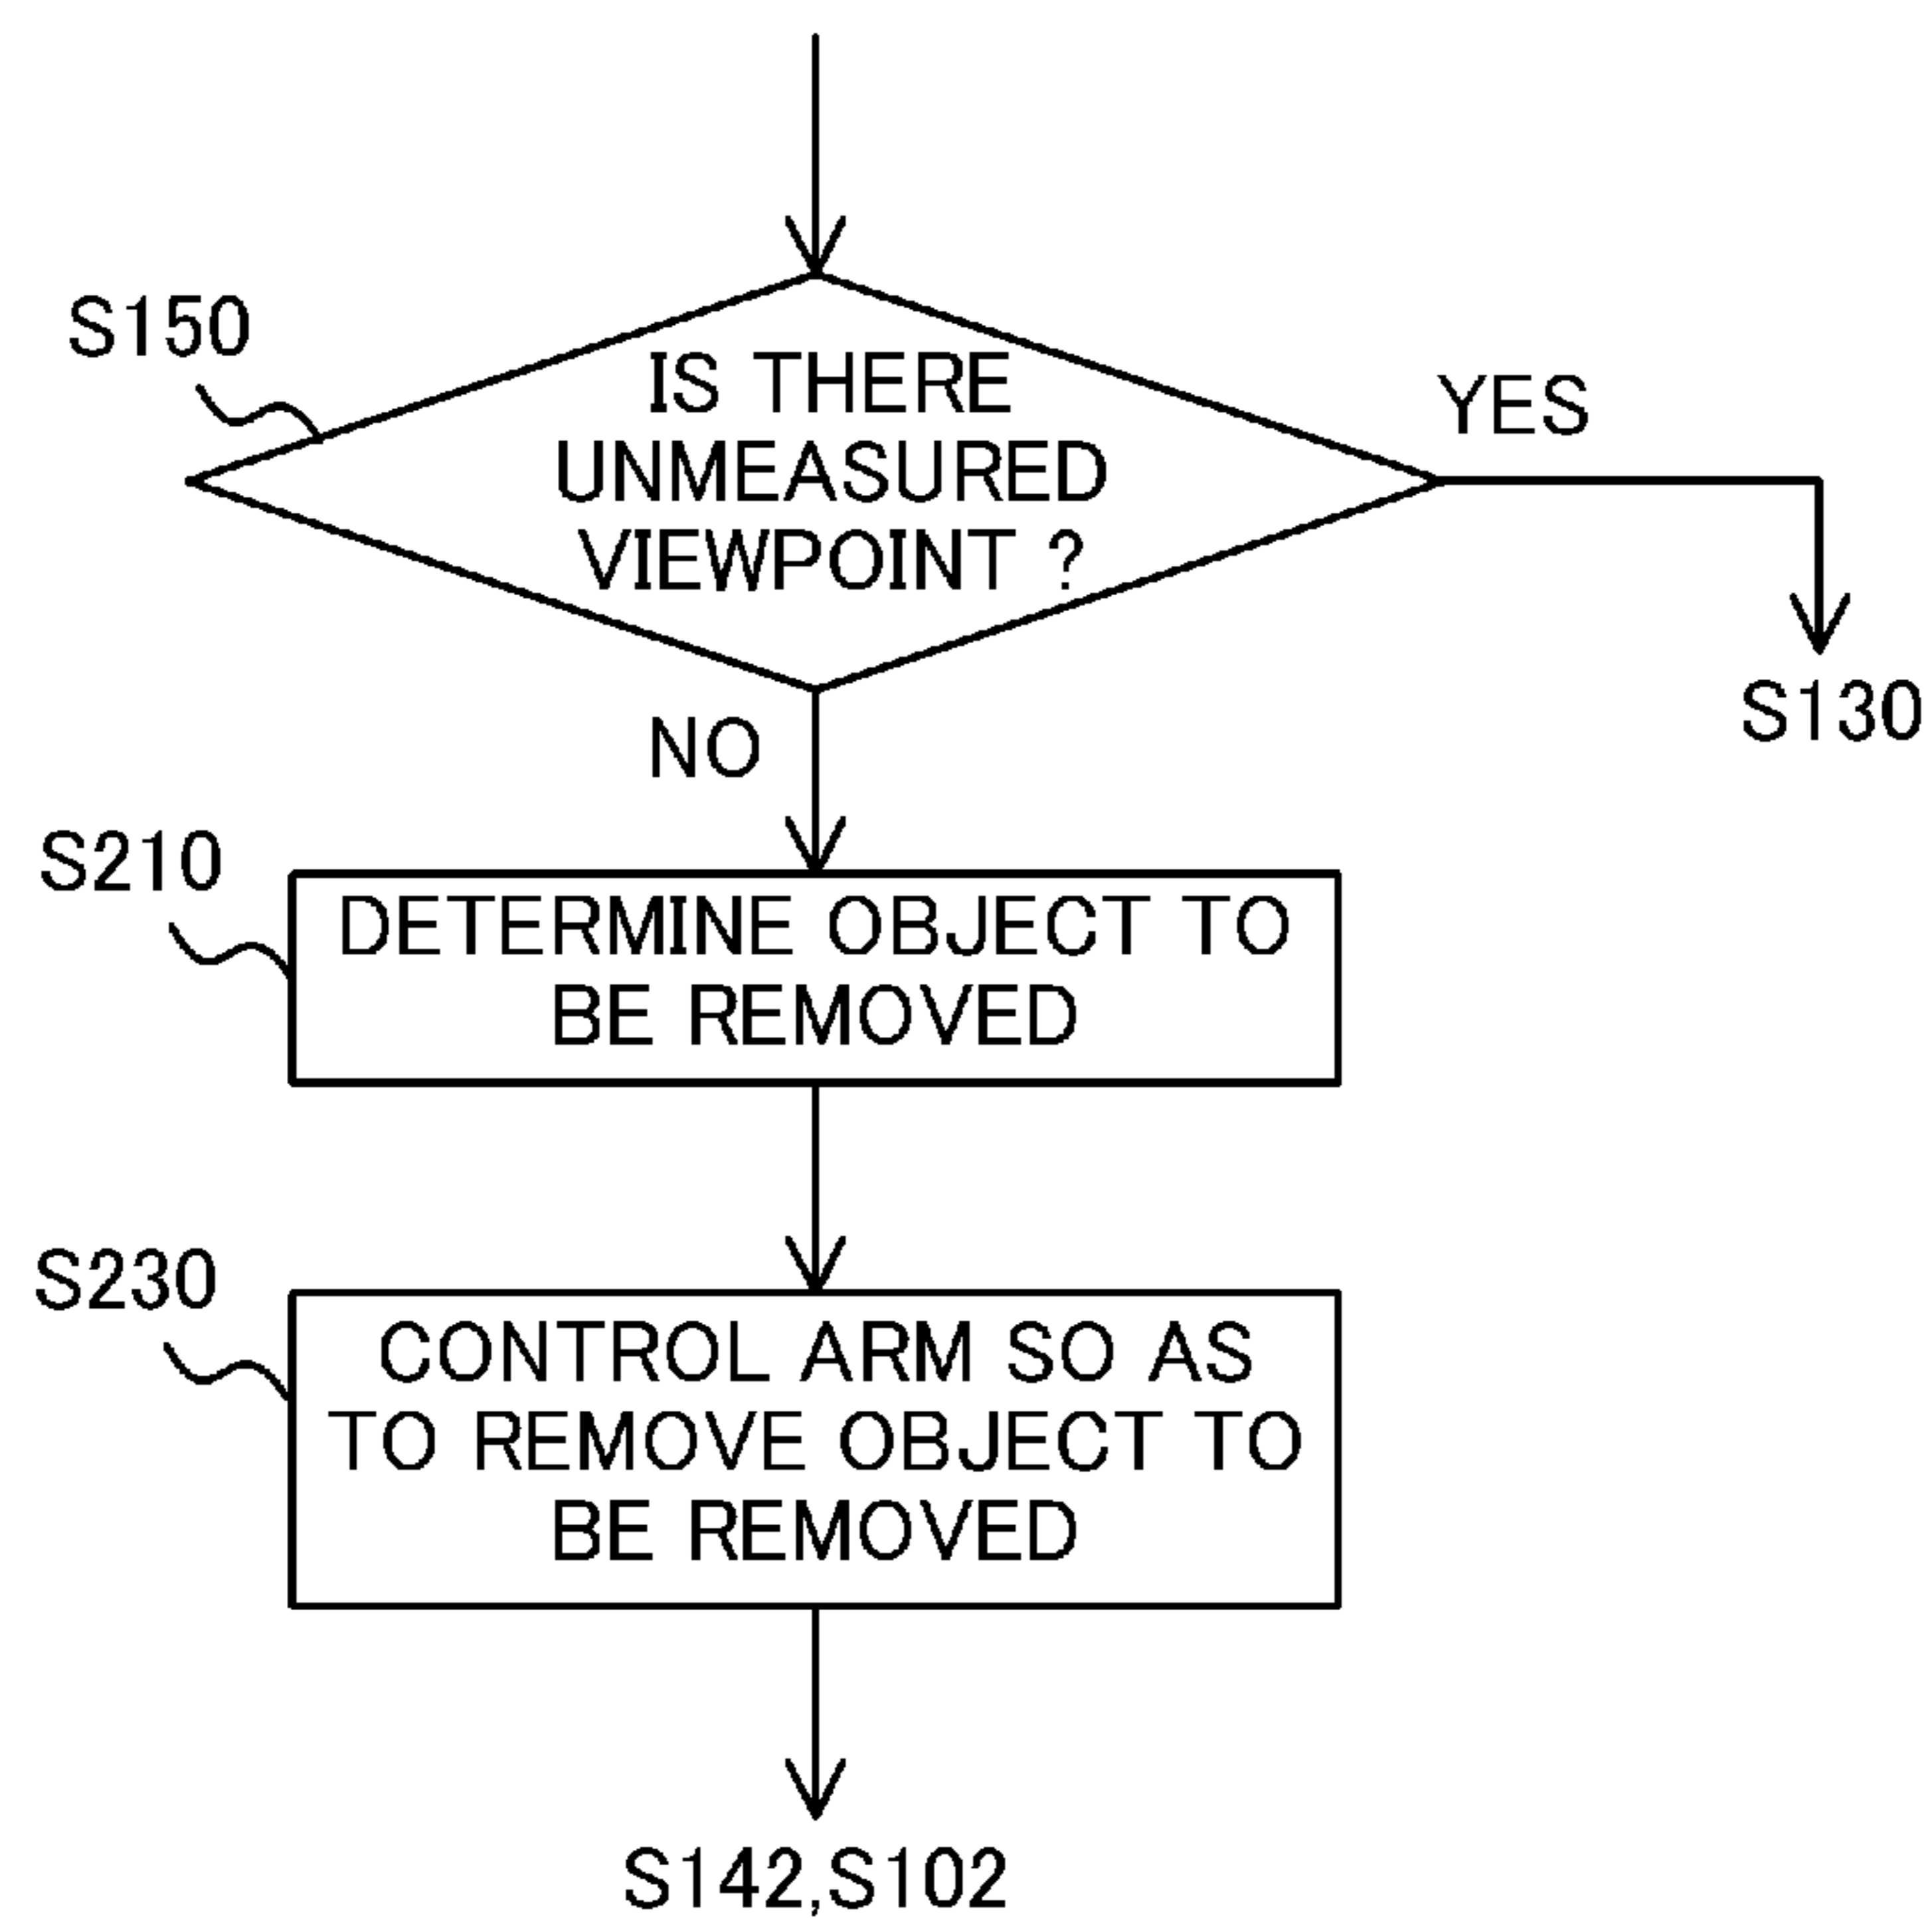 S150
IS THERE
UNMEASURED
VIEWPOINT ?
YES
S130
NO
S210
DETERMINE OBJECT TO
BE REMOVED
S230
CONTROL ARM SO AS
TO REMOVE OBJECT TO
BE REMOVED
S142,S102